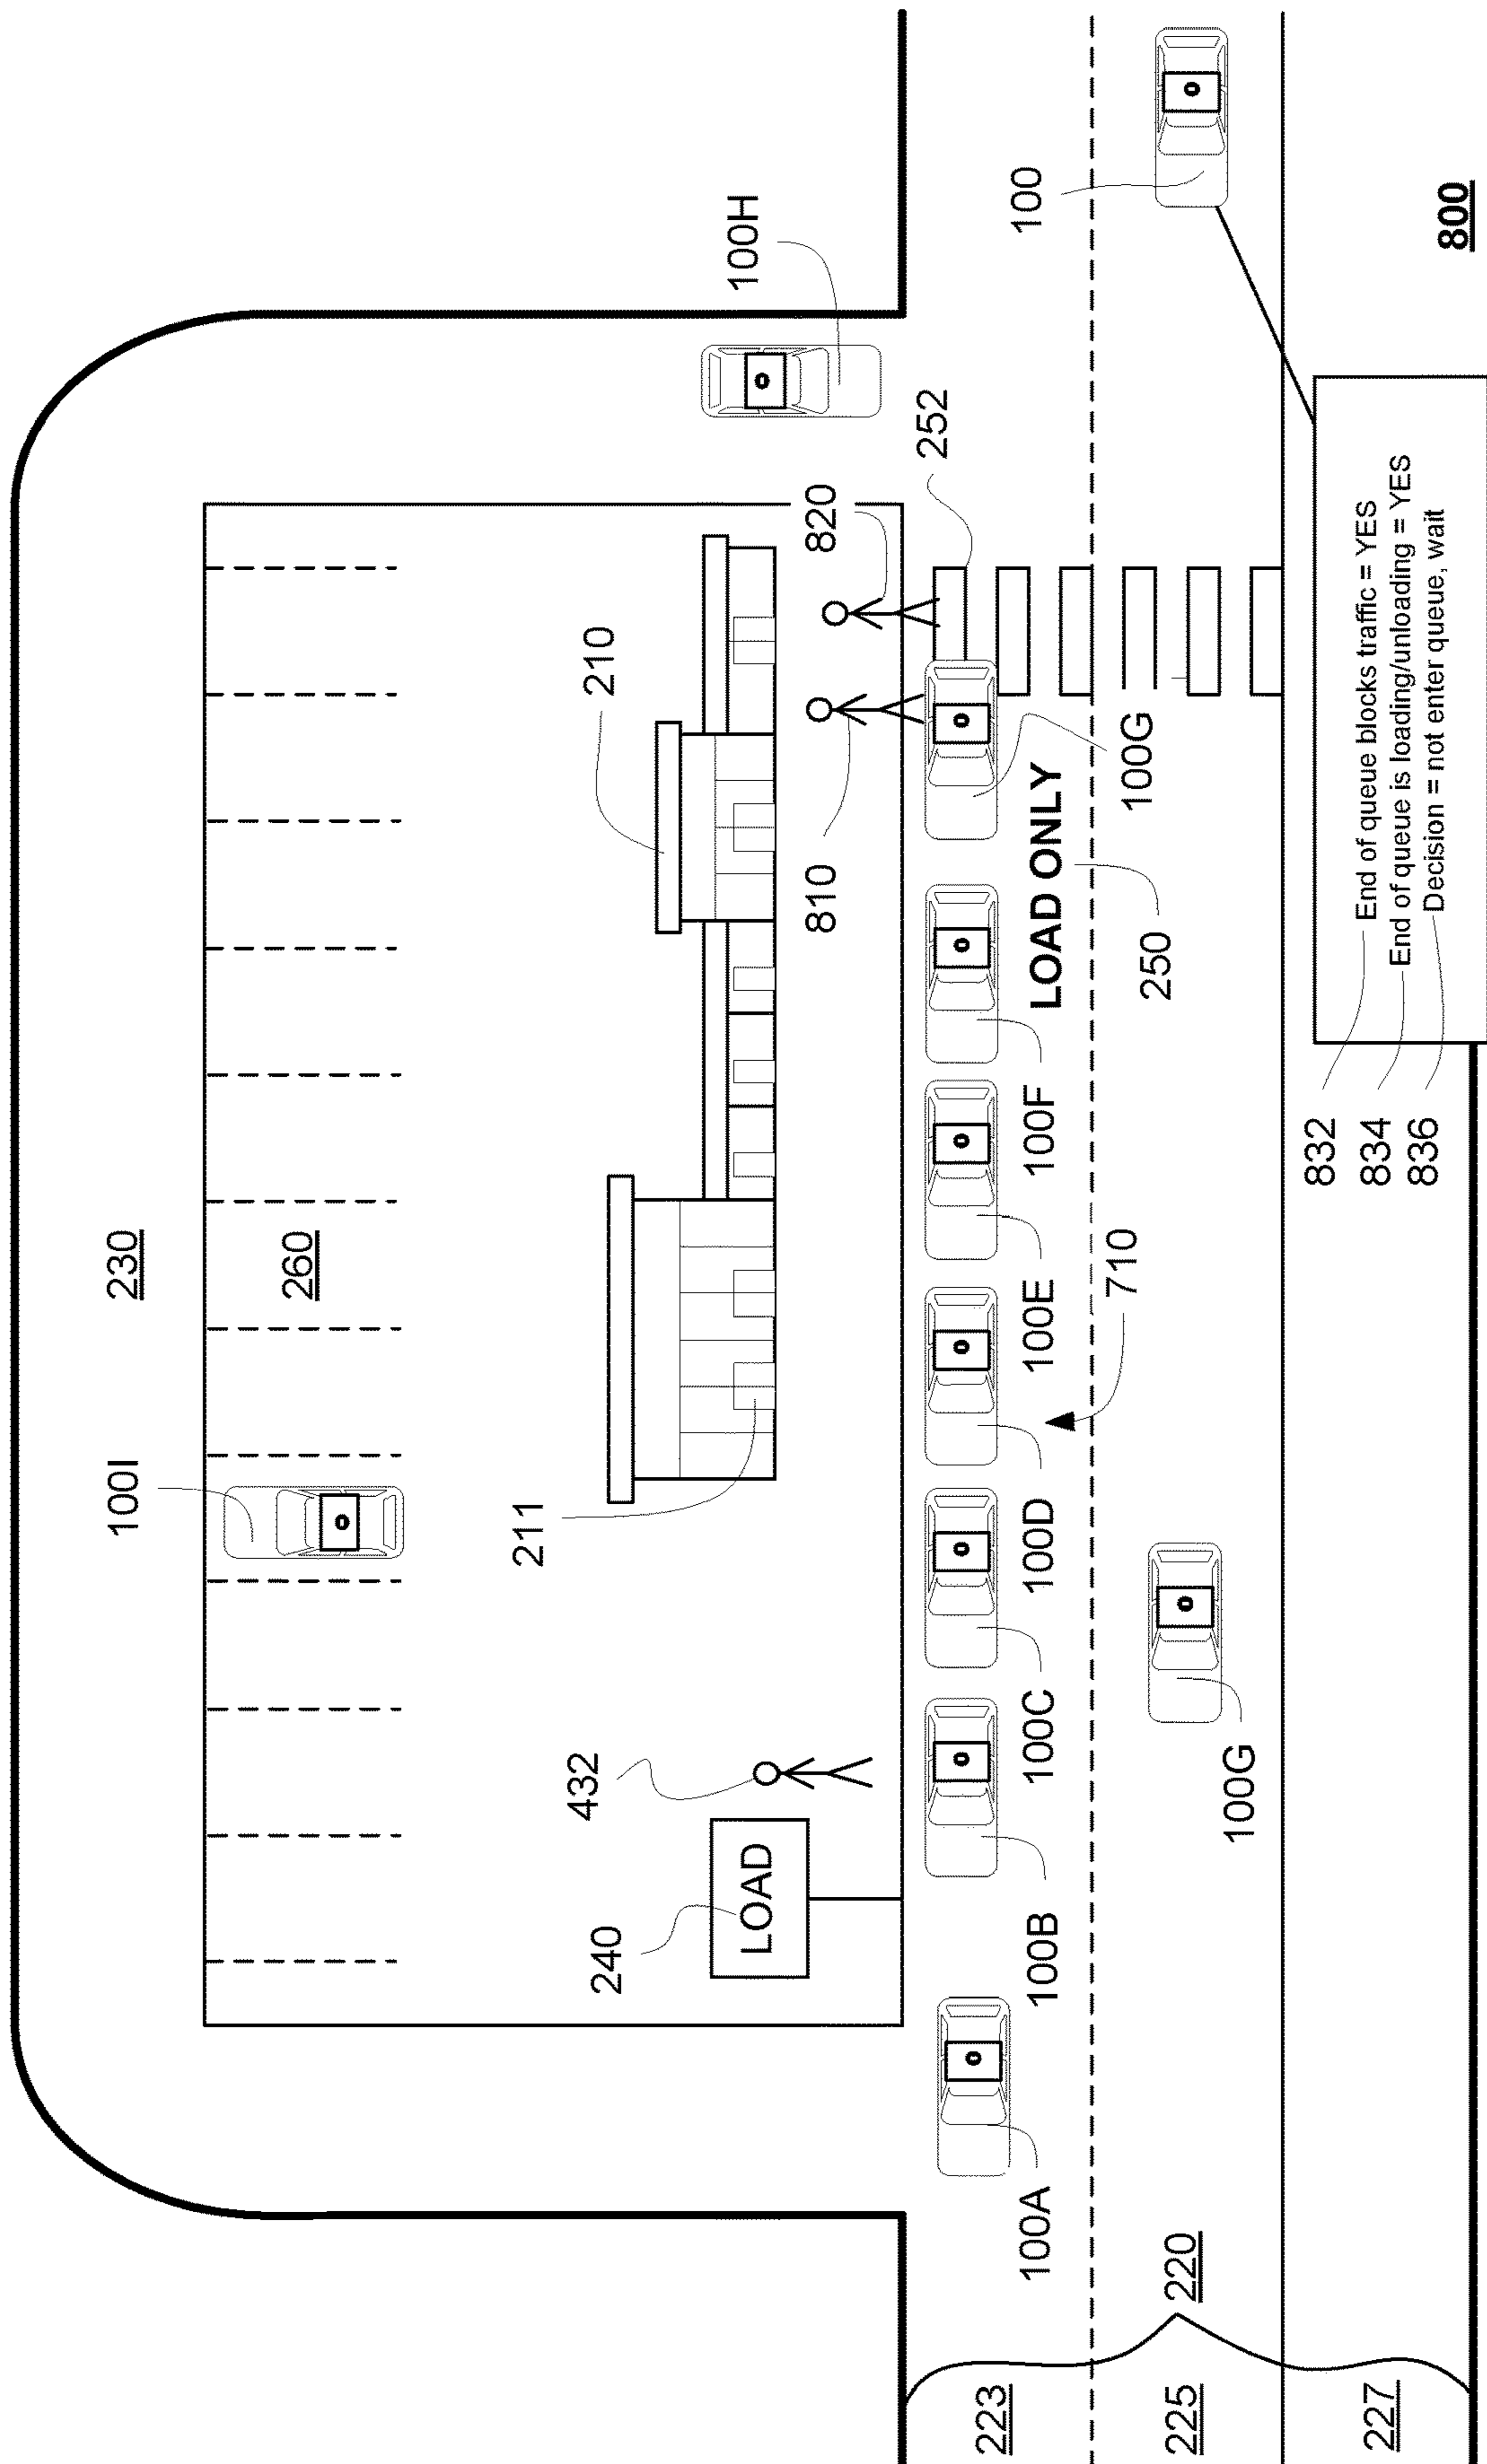 230
260
100I
100H
210
211
432
240
LOAD
820
810
252
100
100A
100B
100C
100D
100E
100F
100G
LOAD ONLY
250
710
100G
223
225
227
220
832
End of queue blocks traffic = YES
834
End of queue is loading/unloading = YES
836
Decision = not enter queue, wait
800